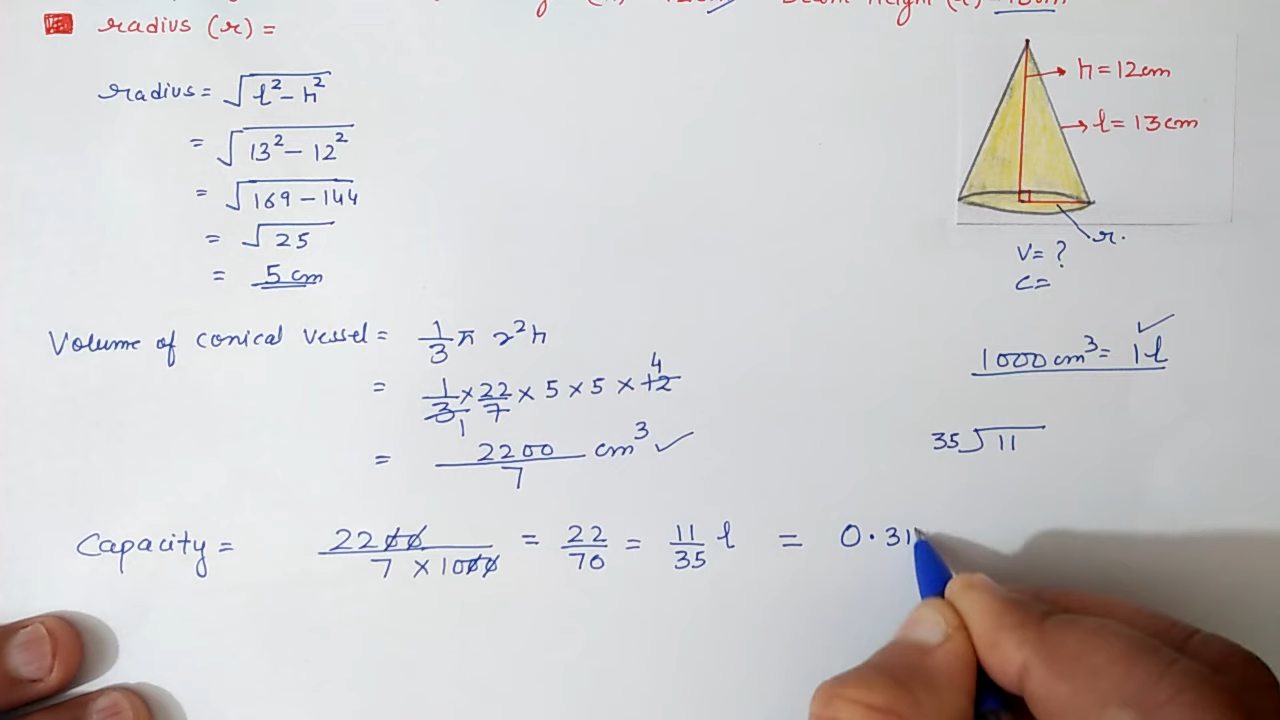 radius (r) =
radius = √l² - h²
= √13² - 12²
= √169 - 144
= √25
= 5 cm
h = 12 cm
l = 13 cm
r.
V = ?
C =
Volume of conical vessel = 1/3 π r² h
= 1/3 × 22/7 × 5 × 5 × 12 4
1
= 2200/7 cm³ ✓
1000 cm³ = 1 l ✓
35 √11
Capacity = 2200/7 × 1000 = 22/70 = 11/35 l = 0.31